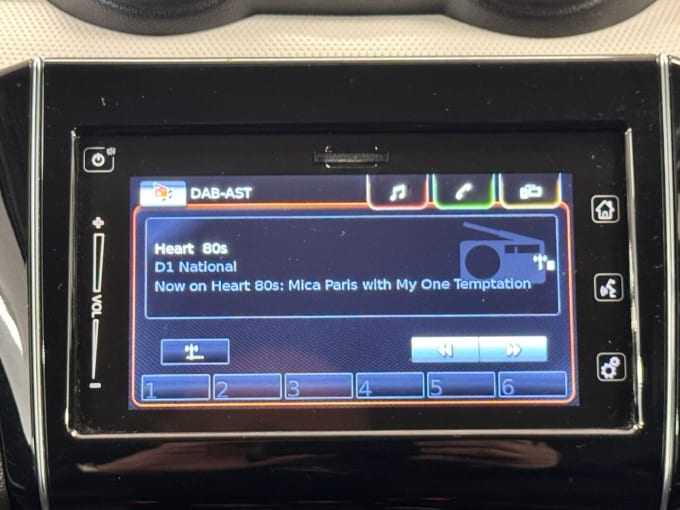 DAB-AST
Heart 80s
D1 National
Now on Heart 80s: Mica Paris with My One Temptation
VOL
1 2 3 4 5 6